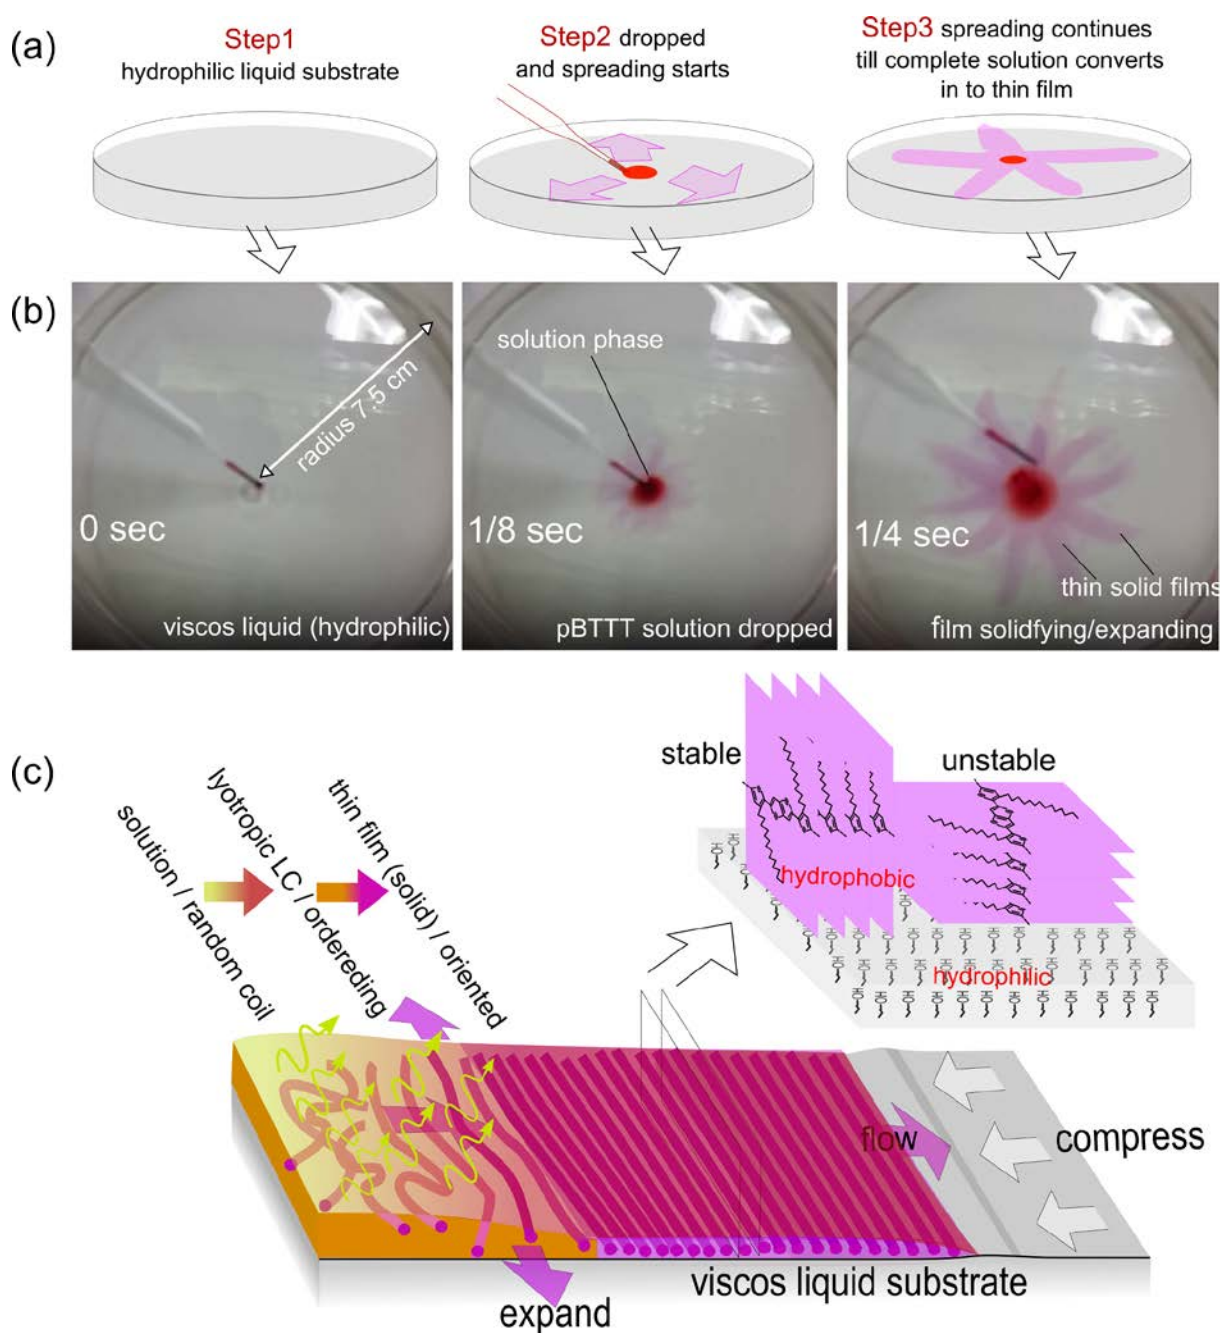 (a)
Step1
hydrophilic liquid substrate
Step2 dropped
and spreading starts
Step3 spreading continues
till complete solution converts
in to thin film
(b)
radius 7,5 cm
0 sec
viscos liquid (hydrophilic)
solution phase
1/8 sec
pBTTT solution dropped
1/4 sec
thin solid films
film solidfying/expanding
(c)
solution / random coil
lyotropic LC / ordereding
thin film (solid) / oriented
stable
unstable
hydrophobic
hydrophilic
flow
compress
expand
viscos liquid substrate